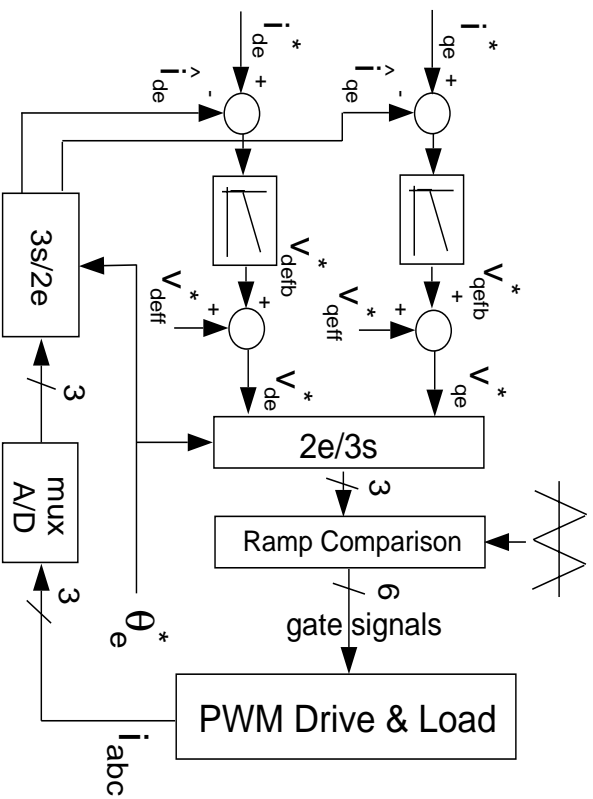 i*de
i*qe
+
+
îde
-
îqe
-
3s/2e
v*defb
v*qefb
v*deff
+
+
v*qeff
+
+
v*de
v*qe
2e/3s
3
3
mux
A/D
Ramp Comparison
3
6
gate signals
θ*e
PWM Drive & Load
iabc